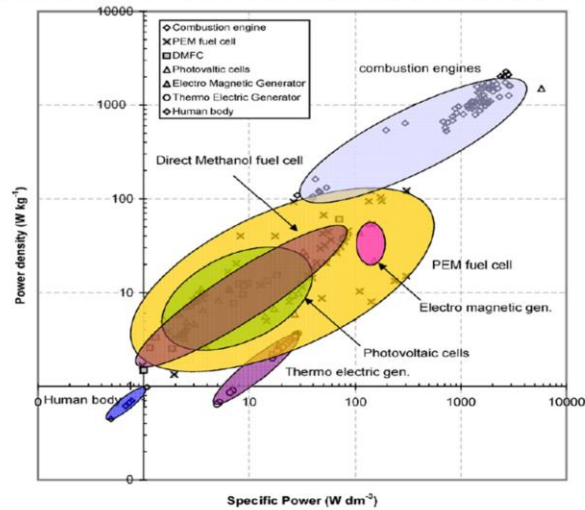 10000
Combustion engine
PEM fuel cell
DMFC
Photovaltic cells
Electro Magnetic Generator
Thermo Electric Generator
Human body
combustion engines
1000
Direct Methanol fuel cell
100
Power density (W kg⁻¹)
PEM fuel cell
10
Electro magnetic gen.
Photovoltaic cells
Thermo electric gen.
Human body
1
10
100
1000
10000
0
Specific Power (W dm⁻³)